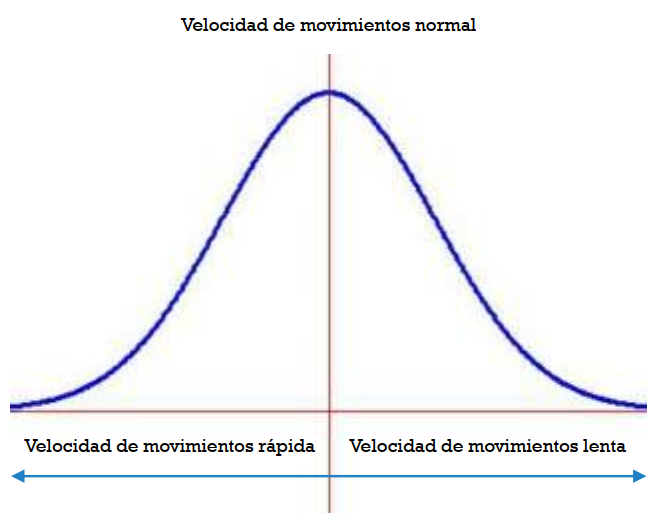 Velocidad de movimientos normal
Velocidad de movimientos rápida
Velocidad de movimientos lenta